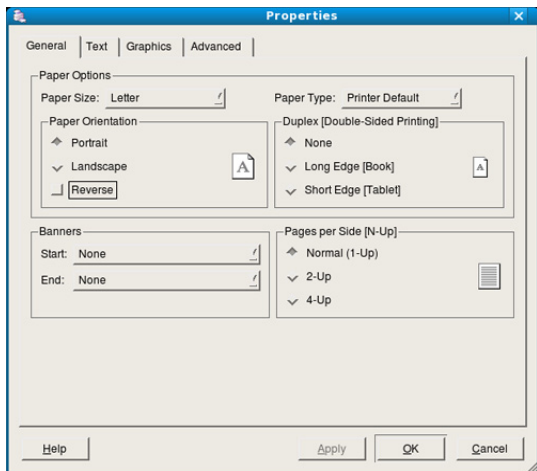 Properties
General Text Graphics Advanced
Paper Options
Paper Size: Letter Paper Type: Printer Default
Paper Orientation
Portrait
Landscape
Reverse
A
Duplex [Double-Sided Printing]
None
Long Edge [Book]
Short Edge [Tablet]
A
Banners
Start: None
End: None
Pages per Side [N-Up]
Normal (1-Up)
2-Up
4-Up
Help Apply OK Cancel